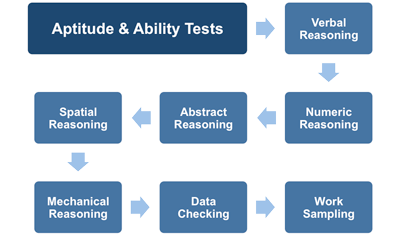 Aptitude & Ability Tests
Verbal
Reasoning
Numeric
Reasoning
Abstract
Reasoning
Spatial
Reasoning
Mechanical
Reasoning
Data
Checking
Work
Sampling